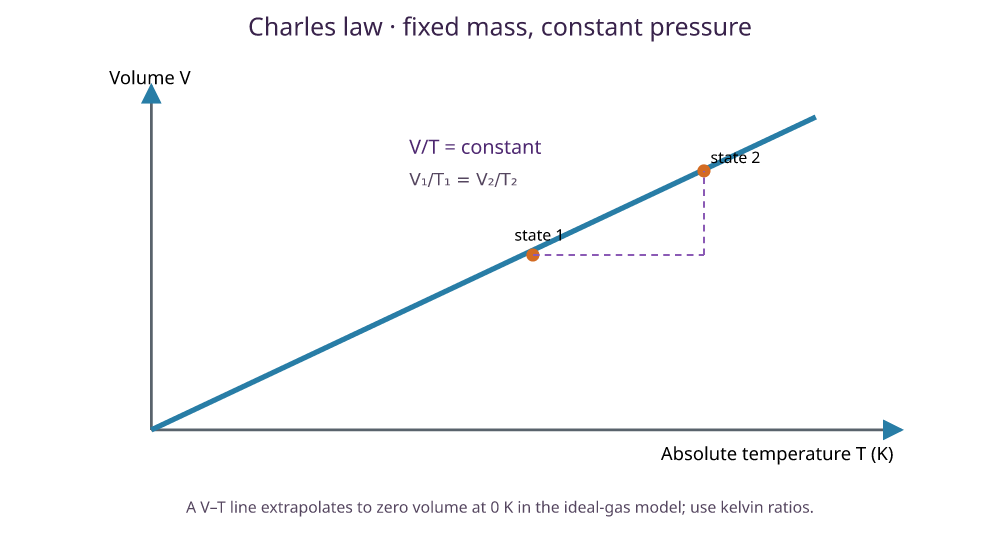 Charles law · fixed mass, constant pressure
Volume V
V/T = constant
V₁/T₁ = V₂/T₂
state 2
state 1
Absolute temperature T (K)
A V–T line extrapolates to zero volume at 0 K in the ideal-gas model; use kelvin ratios.